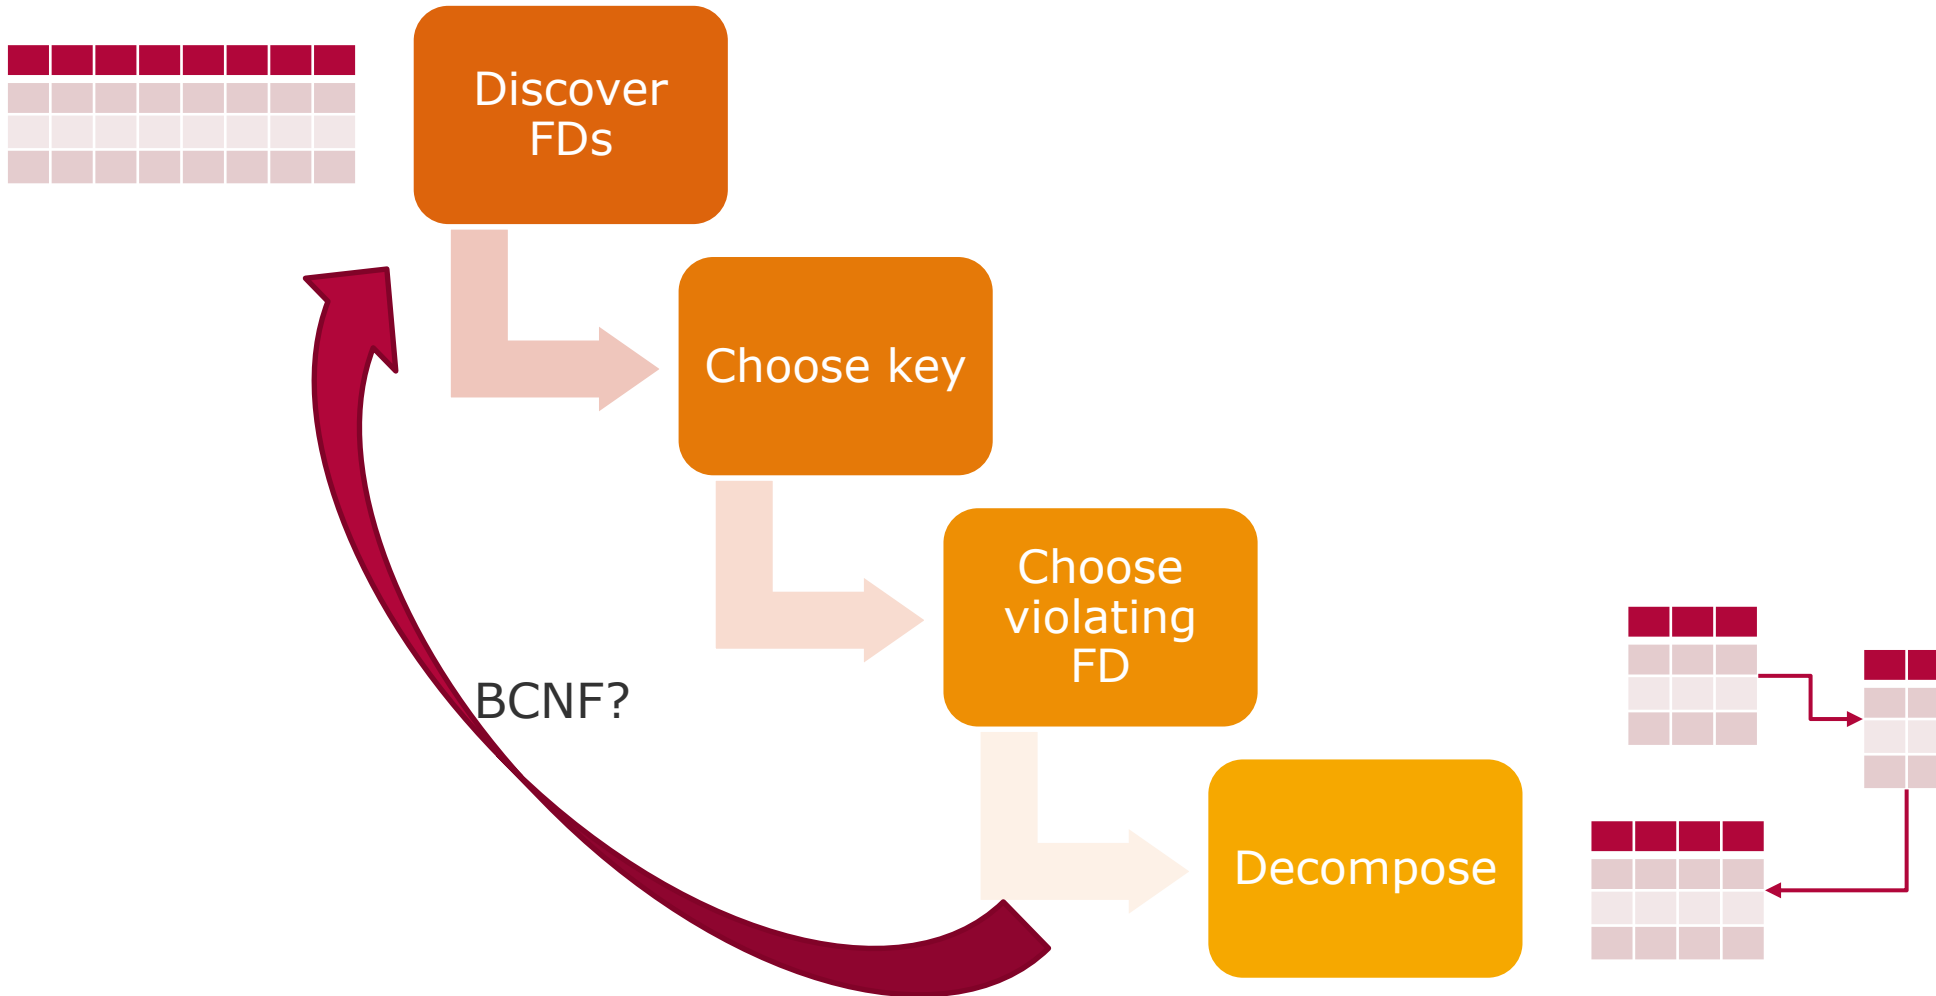 Discover
FDs
Choose key
Choose
violating
FD
BCNF?
Decompose